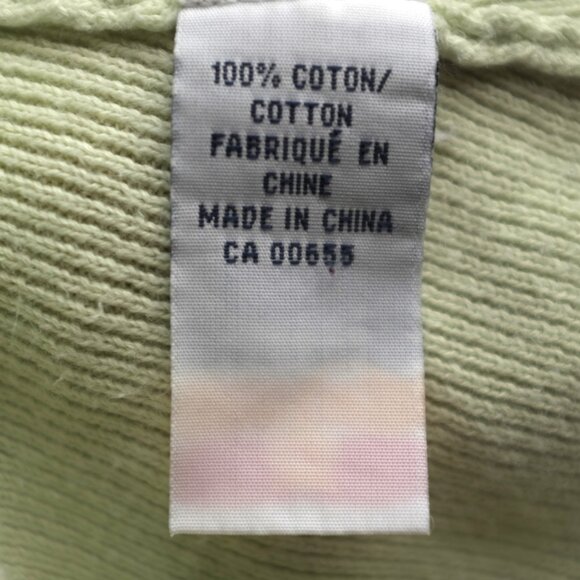 100% COTON/
COTTON
FABRIQUÉ EN
CHINE
MADE IN CHINA
CA 00655